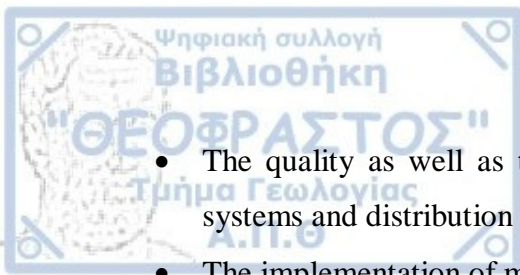 Ψηφιακή συλλογή
Βιβλιοθήκη
"ΘΕΟΦΡΑΣΤΟΣ"
• The quality as well as
Τμήμα Γεωλογίας
systems and distribution
Α.Π.Θ
• The implementation of